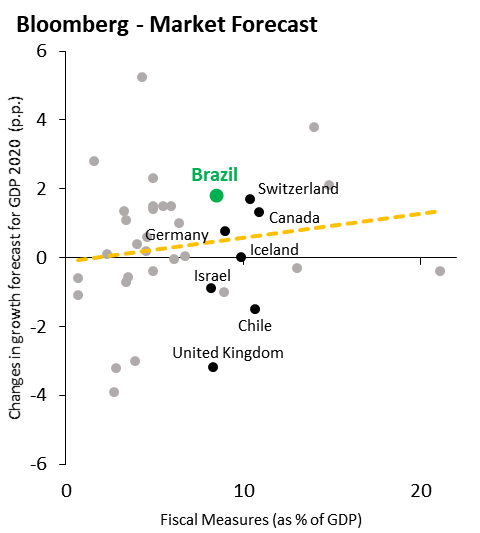 Bloomberg - Market Forecast
Changes in growth forecast for GDP 2020 (p.p.)
6
4
2
0
-2
-4
-6
Brazil
Switzerland
Canada
Germany
Iceland
Israel
Chile
United Kingdom
0
10
20
Fiscal Measures (as % of GDP)